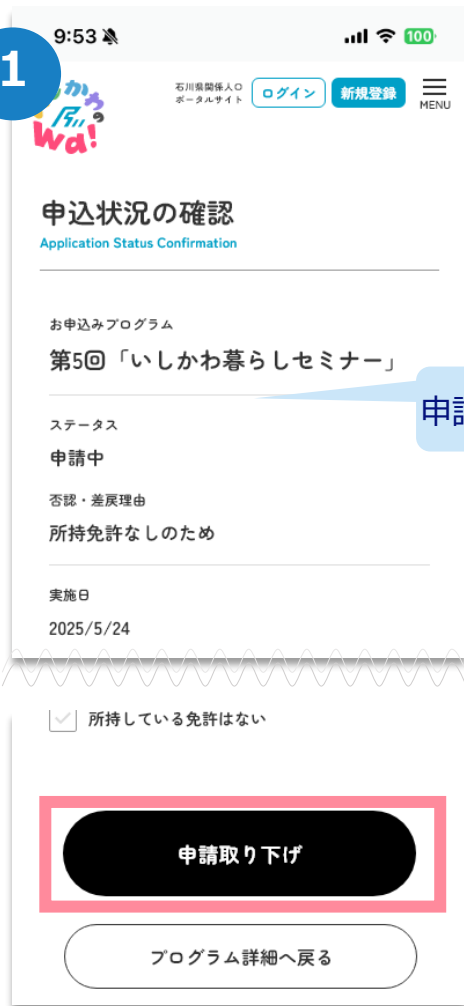 1
9:53
100
石川県関係人口
ポータルサイト
ログイン
新規登録
MENU
Wa!
申込状況の確認
Application Status Confirmation
お申込みプログラム
第5回「いしかわ暮らしセミナー」
ステータス
申請中
否認・差戻理由
所持免許なしのため
実施日
2025/5/24
所持している免許はない
申請取り下げ
プログラム詳細へ戻る